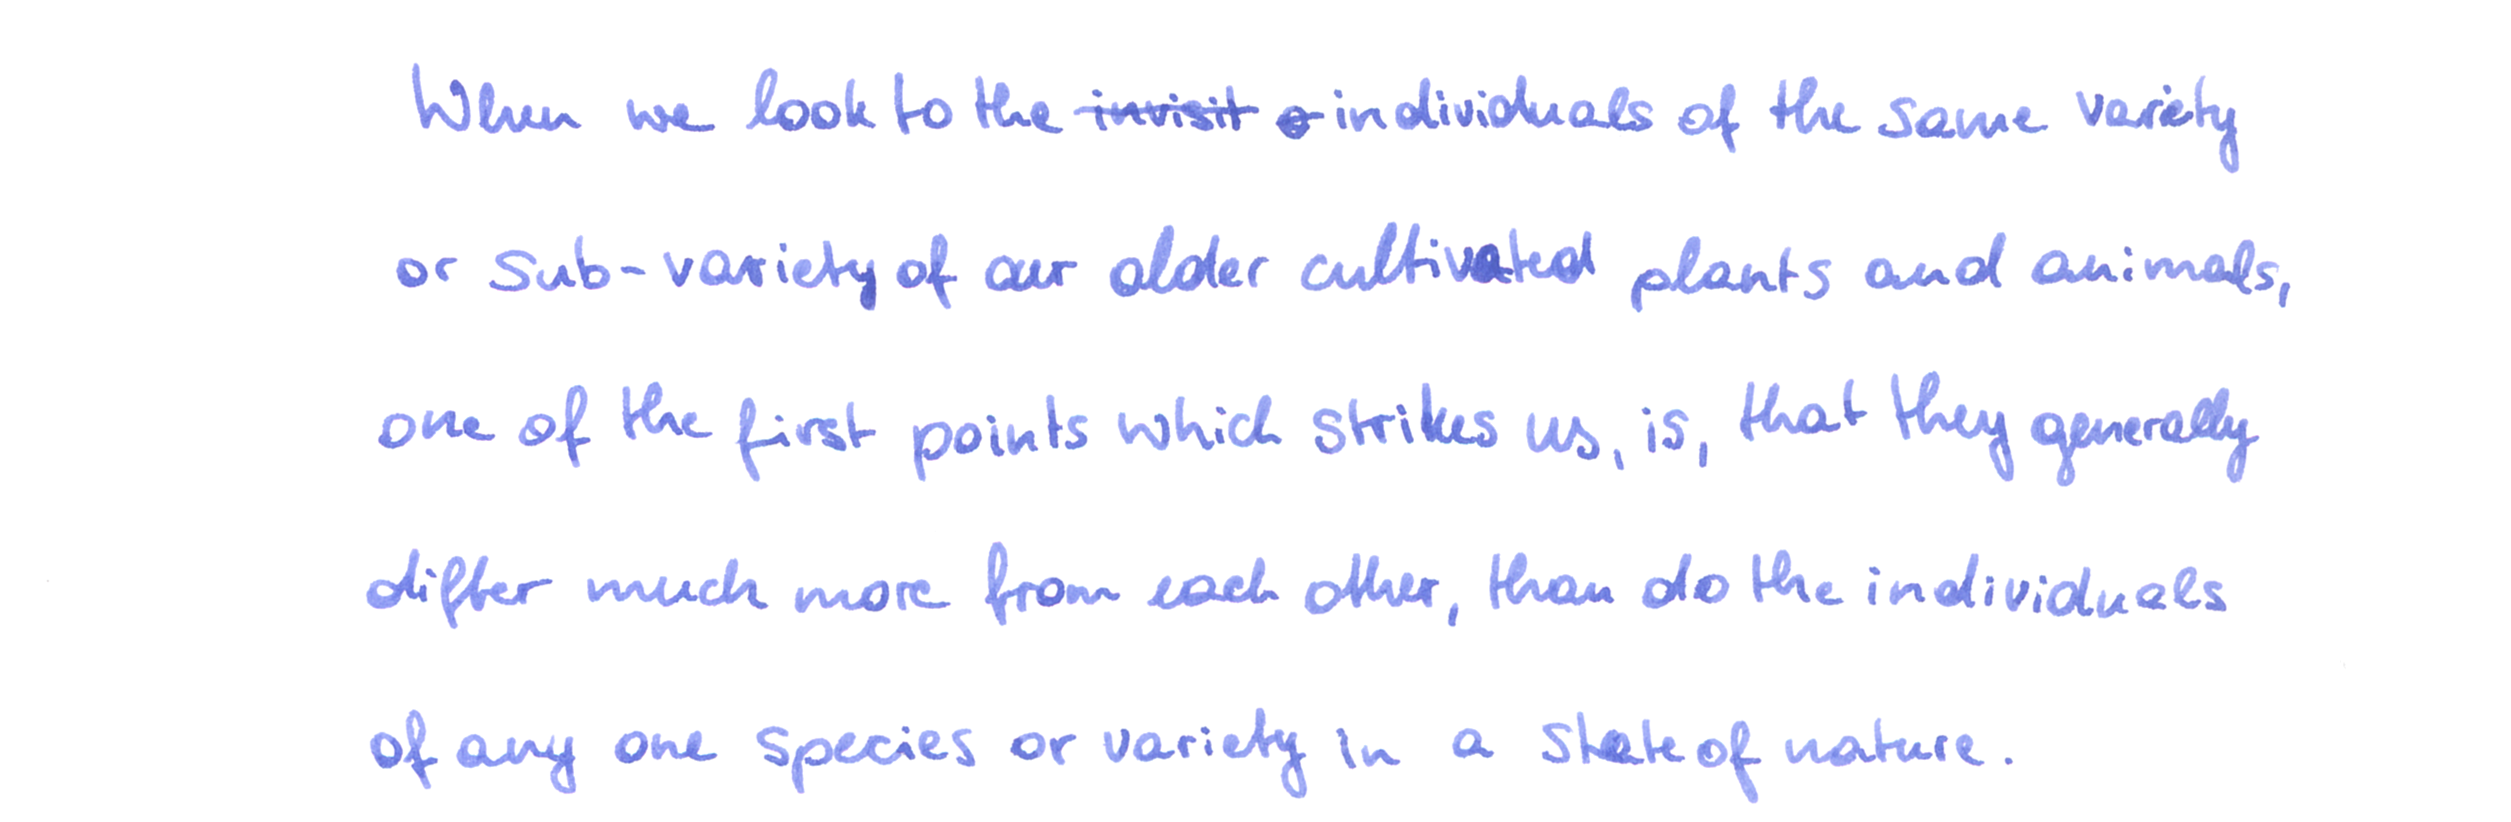 When we look to the ~~invisit~~ ~~o~~ individuals of the same variety
or sub-variety of our older cultivated plants and animals,
one of the first points which strikes us, is, that they generally
differ much more from each other, than do the individuals
of any one species or variety in a state of nature.